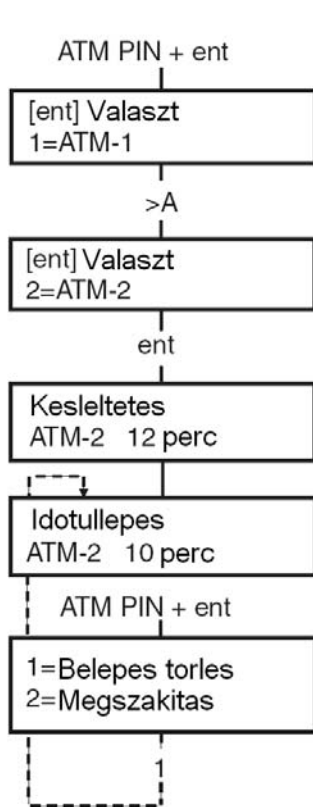 ATM PIN + ent
[ent] Valaszt
1=ATM-1
>A
[ent] Valaszt
2=ATM-2
ent
Kesleltetes
ATM-2 12 perc
Idotullepes
ATM-2 10 perc
ATM PIN + ent
1=Belepes torles
2=Megszakitas
1